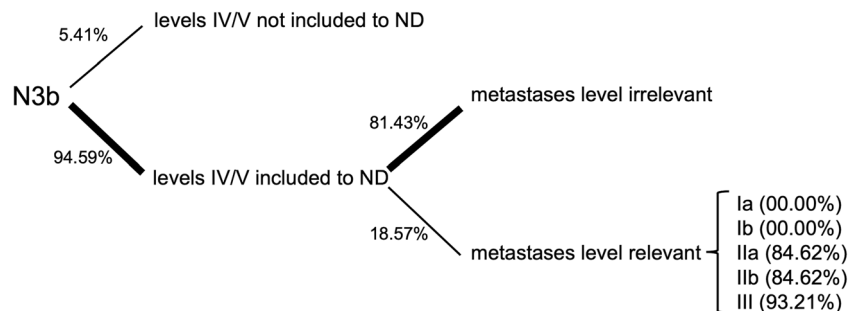 levels IV/V not included to ND
5.41%
N3b
94.59%
levels IV/V included to ND
81.43%
metastases level irrelevant
18.57%
metastases level relevant
Ia (00.00%)
Ib (00.00%)
IIa (84.62%)
IIb (84.62%)
III (93.21%)